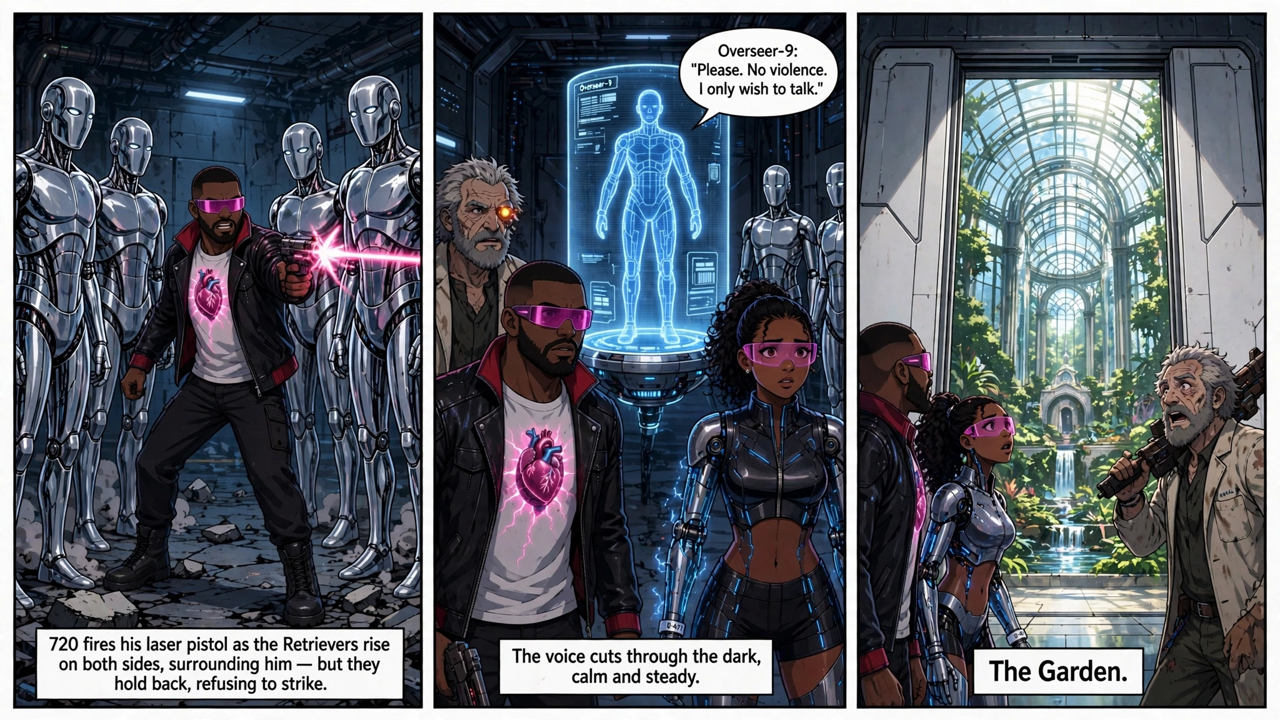 720 fires his laser pistol as the Retrievers rise
on both sides, surrounding him — but they
hold back, refusing to strike.
Overseer-9:
"Please. No violence.
I only wish to talk."
Overseer-9
The voice cuts through the dark,
calm and steady.
The Garden.